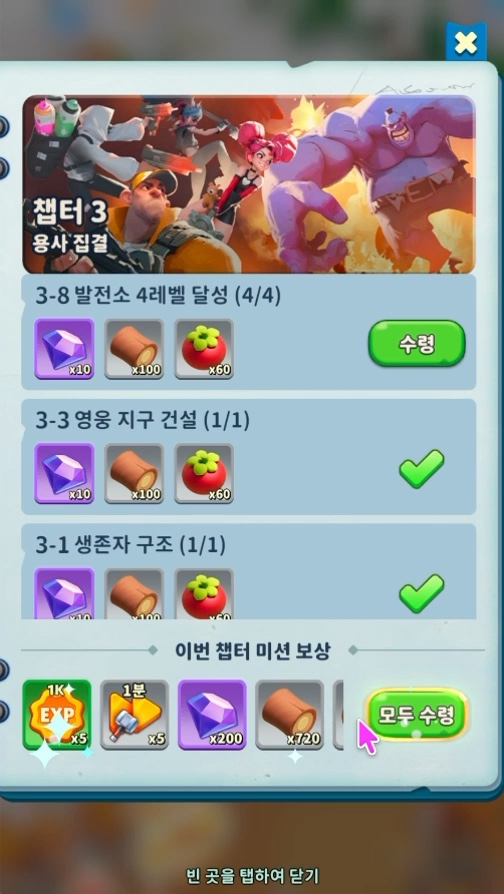 챕터 3
용사 집결
3-8 발전소 4레벨 달성 (4/4)
x10 x100 x60
수령
3-3 영웅 지구 건설 (1/1)
x10 x100 x60
3-1 생존자 구조 (1/1)
x10 x100 x60
이번 챕터 미션 보상
1K 1분
EXP
x5 x5 x200 x720
모두 수령
빈 곳을 탭하여 닫기